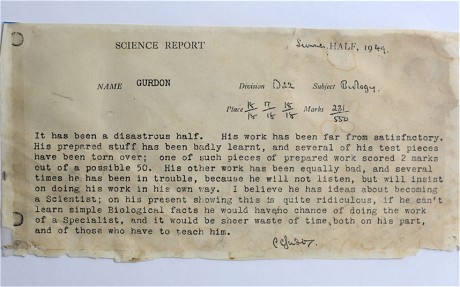 SCIENCE REPORT Summer HALF, 1949.
NAME GURDON Division D22 Subject Biology.
Place 18/18 17/18 18/18 Marks 231/550
It has been a disastrous half. His work has been far from satisfactory.
His prepared stuff has been badly learnt, and several of his test pieces
have been torn over; one of such pieces of prepared work scored 2 marks
out of a possible 50. His other work has been equally bad, and several
times he has been in trouble, because he will not listen, but will insist
on doing his work in his own way. I believe he has ideas about becoming
a Scientist; on his present showing this is quite ridiculous, if he can't
learn simple Biological facts he would have no chance of doing the work
of a Specialist, and it would be sheer waste of time, both on his part,
and of those who have to teach him.